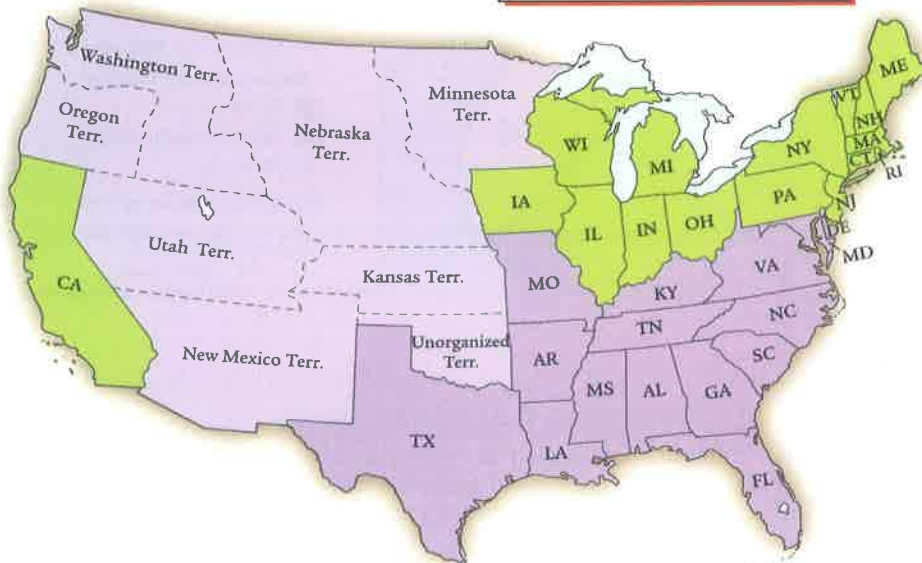 Washington Terr.
Oregon
Terr.
Nebraska
Terr.
Minnesota
Terr.
Utah Terr.
Kansas Terr.
New Mexico Terr.
Unorganized
Terr.
CA
TX
IA
WI
MI
IL
IN
OH
PA
NY
VT
ME
NH
MA
CT
RI
NJ
DE
MD
MO
KY
VA
NC
TN
AR
SC
MS
AL
GA
LA
FL